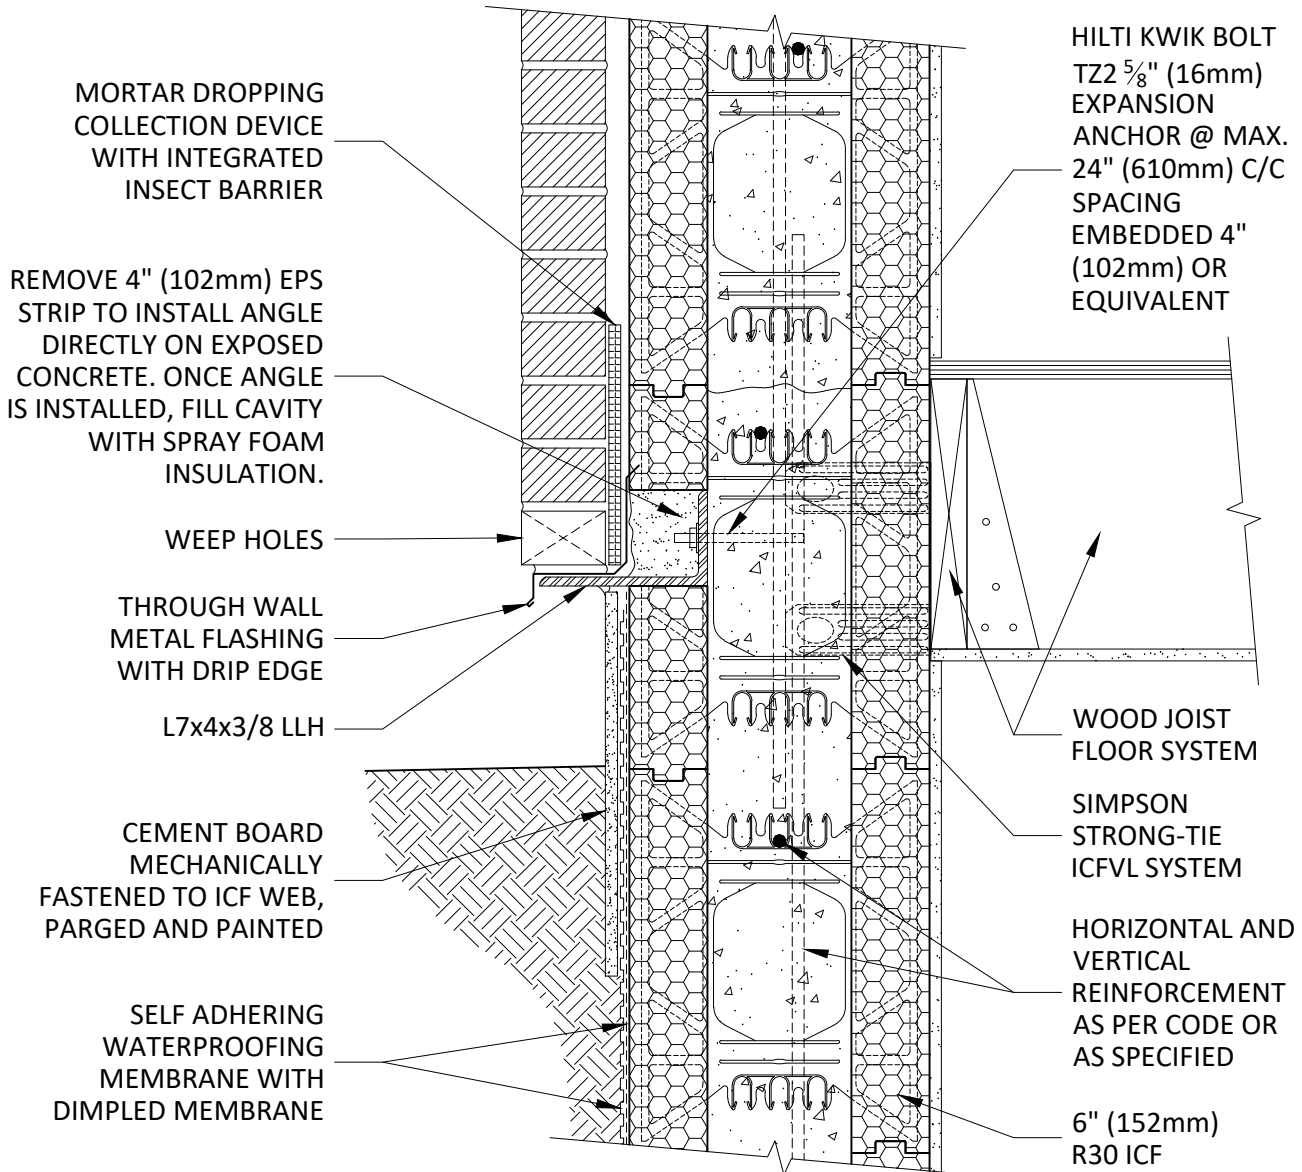 MORTAR DROPPING
COLLECTION DEVICE
WITH INTEGRATED
INSECT BARRIER
REMOVE 4" (102mm) EPS
STRIP TO INSTALL ANGLE
DIRECTLY ON EXPOSED
CONCRETE. ONCE ANGLE
IS INSTALLED, FILL CAVITY
WITH SPRAY FOAM
INSULATION.
WEEP HOLES
THROUGH WALL
METAL FLASHING
WITH DRIP EDGE
L7x4x3/8 LLH
CEMENT BOARD
MECHANICALLY
FASTENED TO ICF WEB,
PARGED AND PAINTED
SELF ADHERING
WATERPROOFING
MEMBRANE WITH
DIMPLED MEMBRANE
HILTI KWIK BOLT
TZ2 ⅝" (16mm)
EXPANSION
ANCHOR @ MAX.
24" (610mm) C/C
SPACING
EMBEDDED 4"
(102mm) OR
EQUIVALENT
WOOD JOIST
FLOOR SYSTEM
SIMPSON
STRONG-TIE
ICFVL SYSTEM
HORIZONTAL AND
VERTICAL
REINFORCEMENT
AS PER CODE OR
AS SPECIFIED
6" (152mm)
R30 ICF